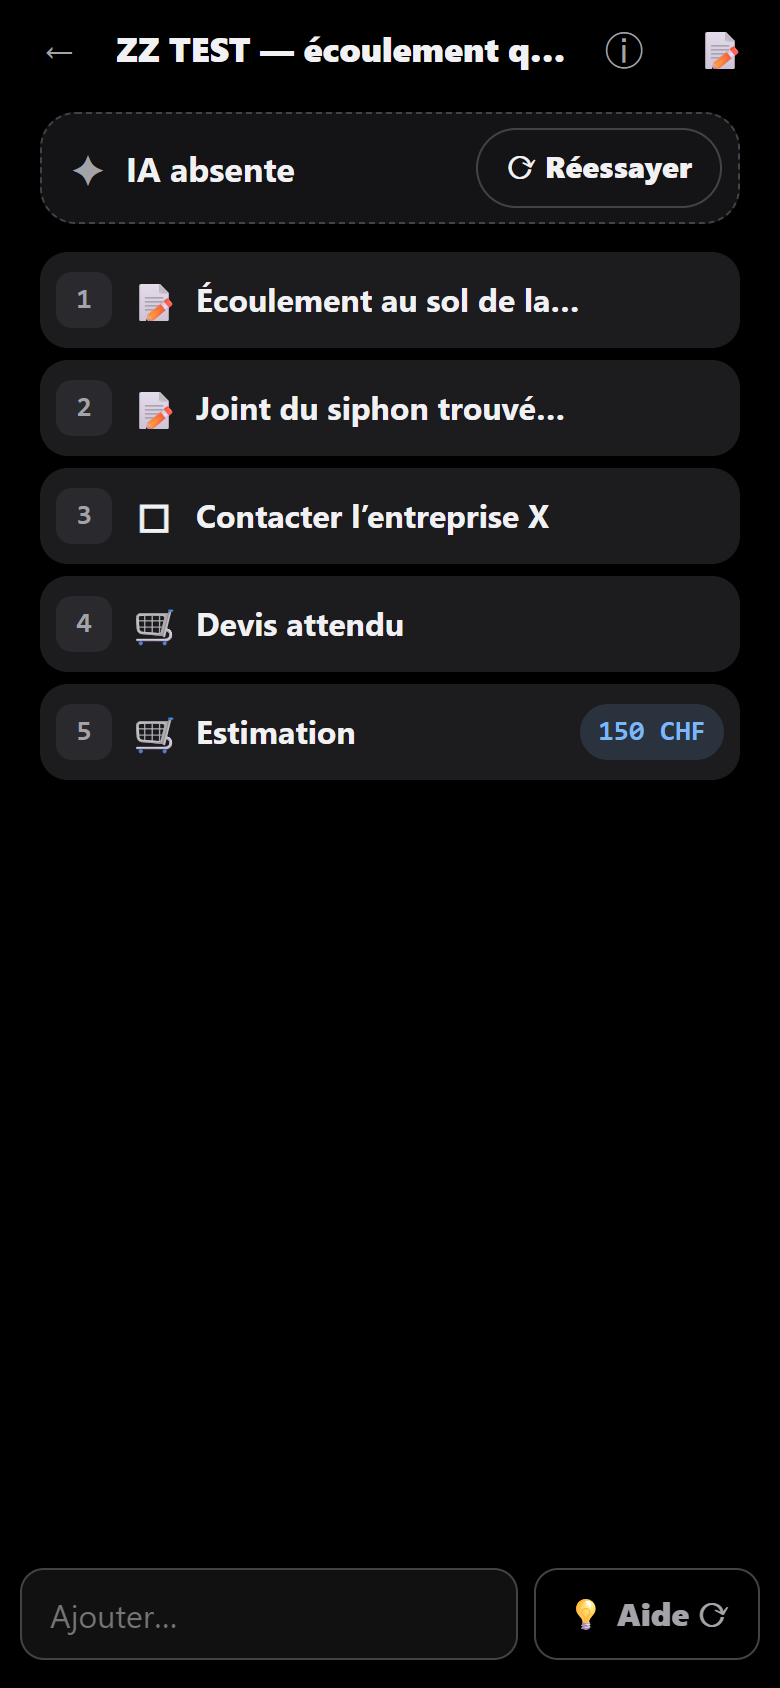 ← ZZ TEST — écoulement q... ⓘ 📝
✦ IA absente ⟳ Réessayer
1 📝 Écoulement au sol de la...
2 📝 Joint du siphon trouvé...
3 ☐ Contacter l’entreprise X
4 🛒 Devis attendu
5 🛒 Estimation 150 CHF
Ajouter... 💡 Aide ⟳